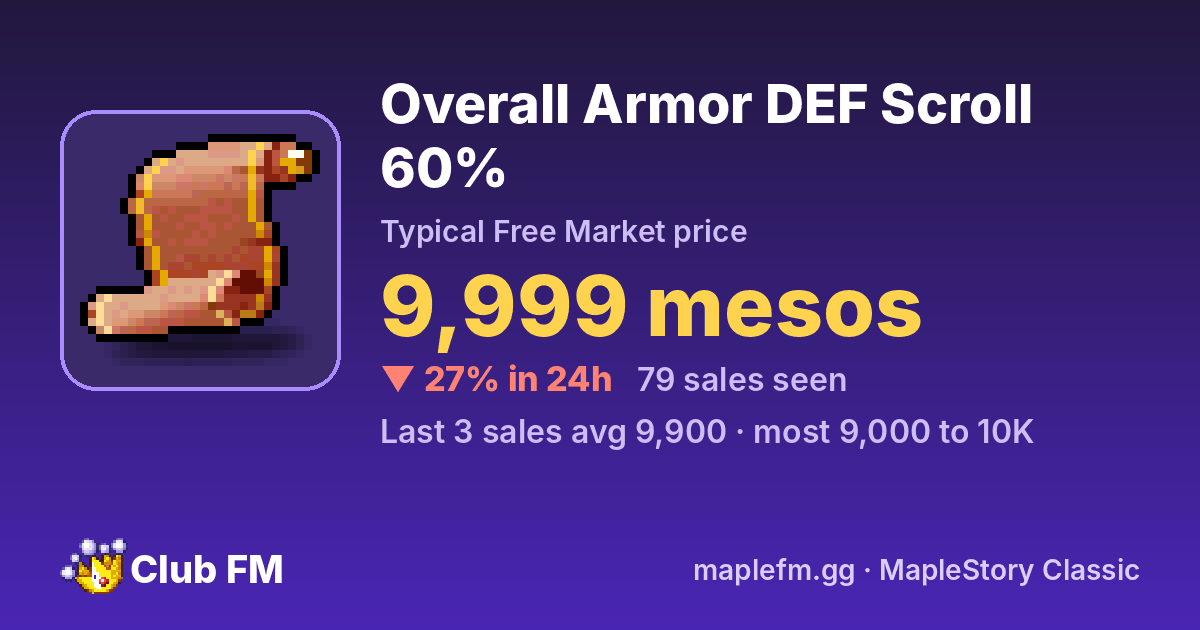 Overall Armor DEF Scroll
60%
Typical Free Market price
9,999 mesos
▼ 27% in 24h 79 sales seen
Last 3 sales avg 9,900 · most 9,000 to 10K
Club FM
maplefm.gg · MapleStory Classic